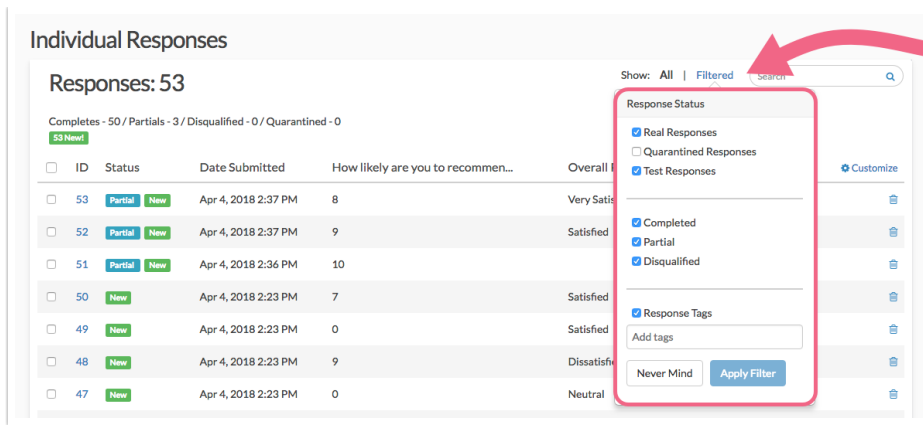 Individual Responses
Responses: 53
Show: All | Filtered
Search
Completes - 50 / Partials - 3 / Disqualified - 0 / Quarantined - 0
53 New!
Response Status
Real Responses
Quarantined Responses
Test Responses
Completed
Partial
Disqualified
Response Tags
Add tags
Never Mind Apply Filter
ID Status Date Submitted How likely are you to recommen... Overall Customize
53 Partial New Apr 4, 2018 2:37 PM 8 Very Satis
52 Partial New Apr 4, 2018 2:37 PM 9 Satisfied
51 Partial New Apr 4, 2018 2:36 PM 10
50 New Apr 4, 2018 2:23 PM 7 Satisfied
49 New Apr 4, 2018 2:23 PM 0 Satisfied
48 New Apr 4, 2018 2:23 PM 9 Dissatisfi
47 New Apr 4, 2018 2:23 PM 0 Neutral